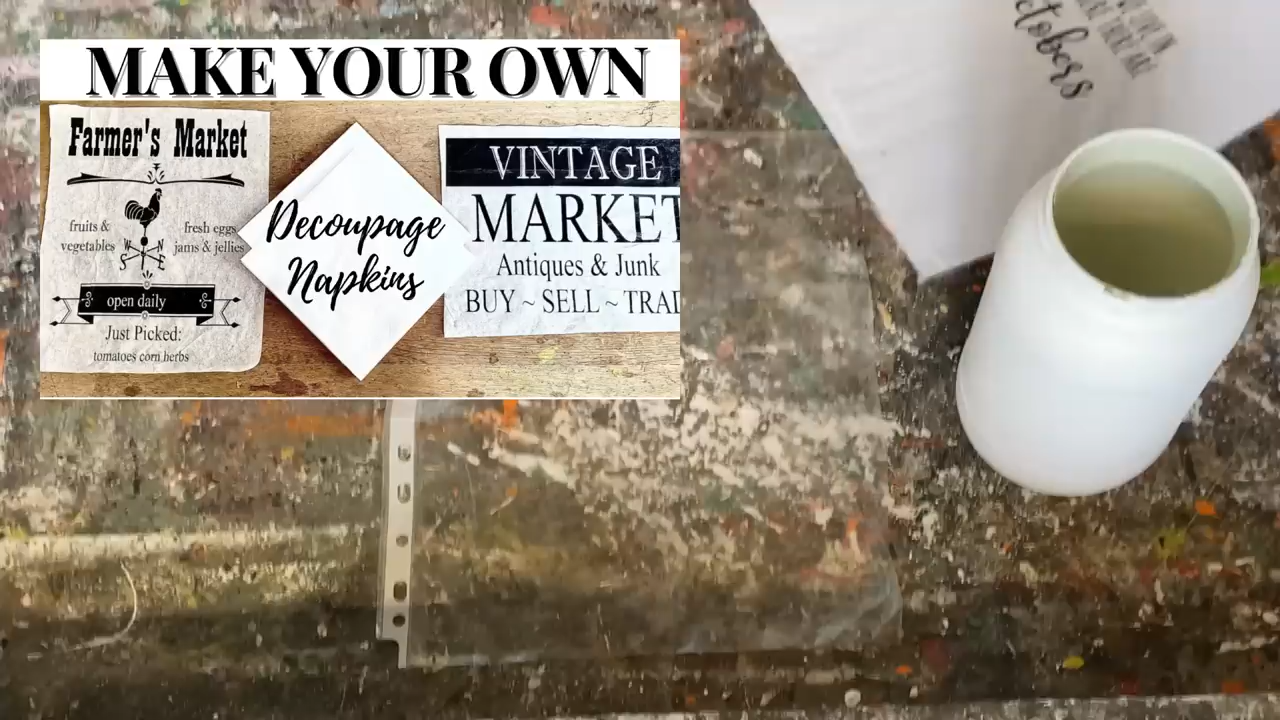 MAKE YOUR OWN
Farmer's Market
fruits &
vegetables
fresh eggs
jams & jellies
N
W E
S
open daily
Just Picked:
tomatoes corn herbs
Decoupage
Napkins
VINTAGE
MARKET
Antiques & Junk
BUY ~ SELL ~ TRAD
ctobers